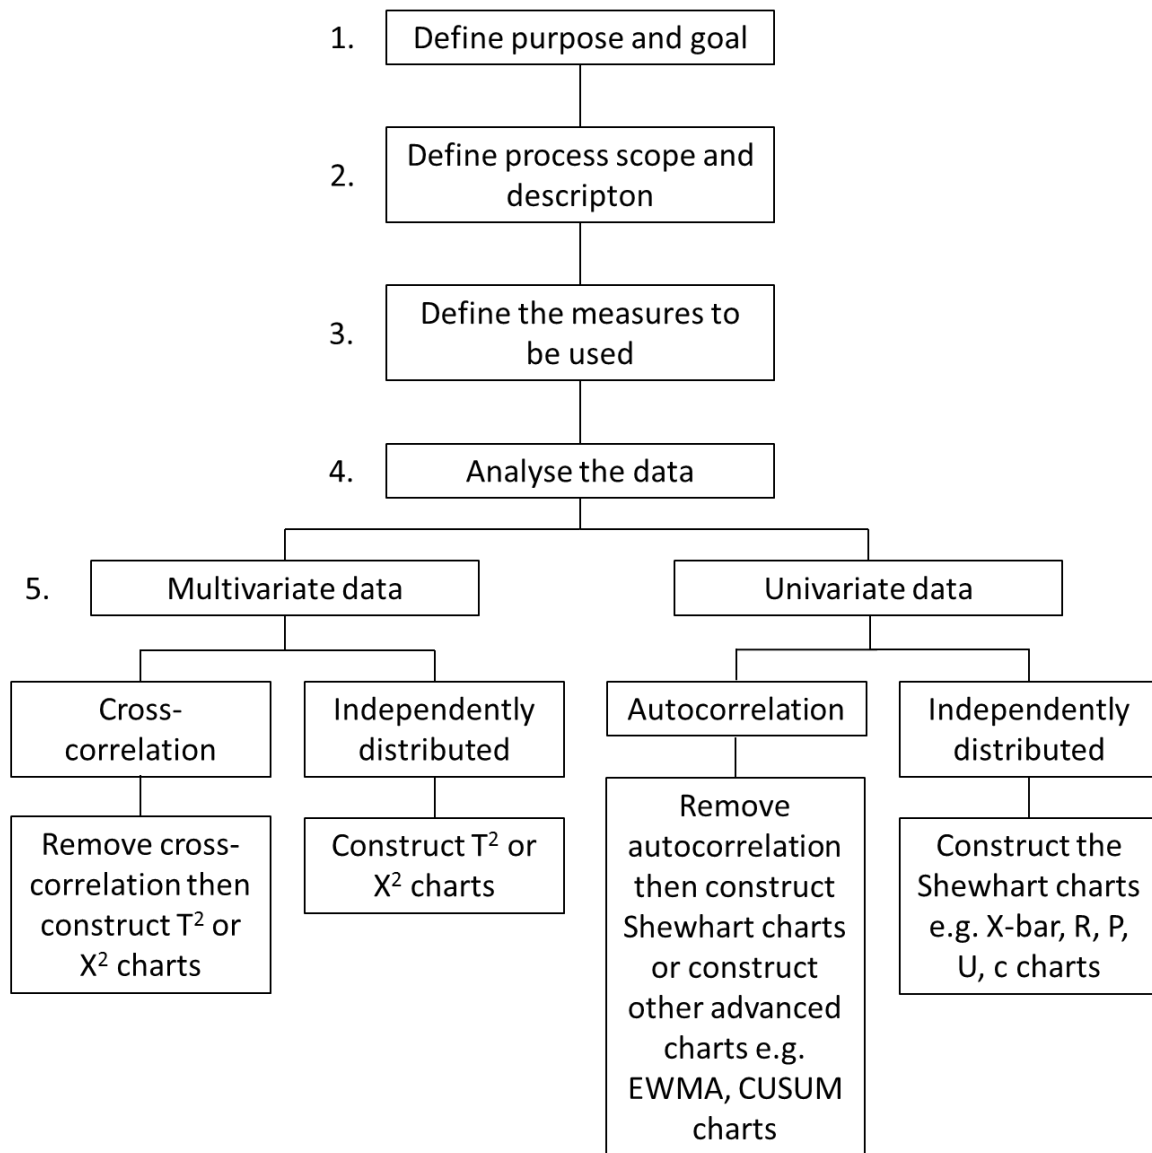 1.
Define purpose and goal
2.
Define process scope and
descripton
3.
Define the measures to
be used
4.
Analyse the data
5.
Multivariate data
Univariate data
Cross-
correlation
Independently
distributed
Autocorrelation
Independently
distributed
Remove cross-
correlation then
construct T² or
X² charts
Construct T² or
X² charts
Remove
autocorrelation
then construct
Shewhart charts
or construct
other advanced
charts e.g.
EWMA, CUSUM
charts
Construct the
Shewhart charts
e.g. X-bar, R, P,
U, c charts